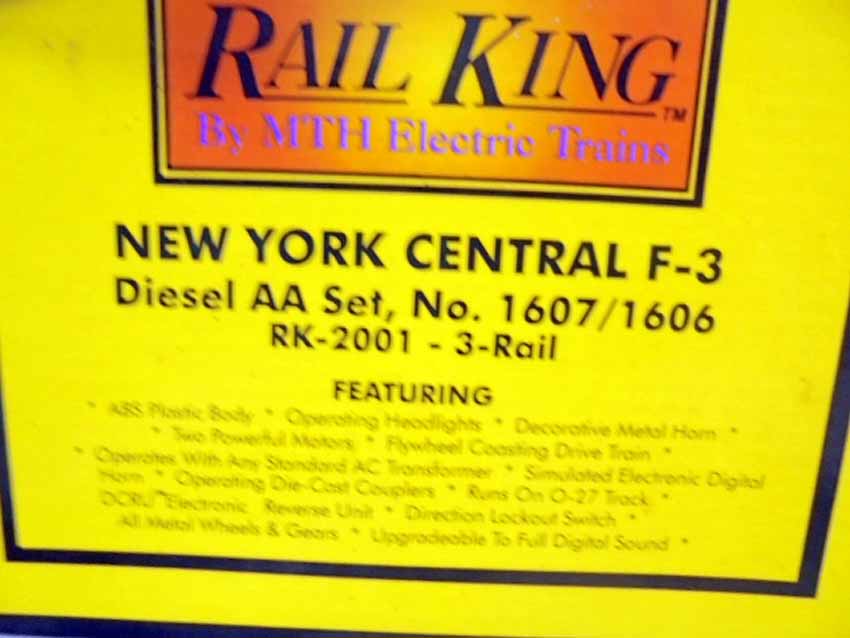 RAIL KING™
By MTH Electric Trains
NEW YORK CENTRAL F-3
Diesel AA Set, No. 1607/1606
RK-2001 - 3-Rail
FEATURING
* ABS Plastic Body * Operating Headlights * Decorative Metal Horn *
* Two Powerful Motors * Flywheel Coasting Drive Train *
* Operates With Any Standard AC Transformer * Simulated Electronic Digital
Horn * Operating Die-Cast Couplers * Runs On O-27 Track *
DCRU™Electronic Reverse Unit * Direction Lockout Switch *
All Metal Wheels & Gears * Upgradeable To Full Digital Sound *